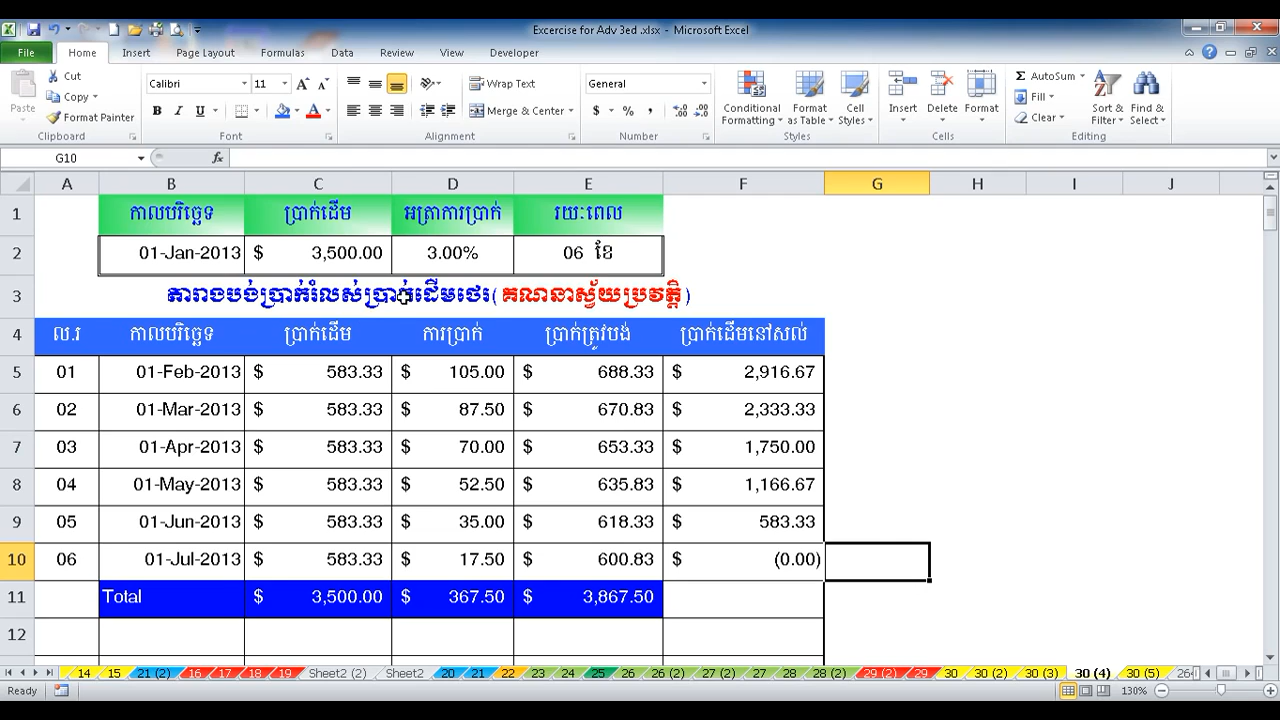 Exercise for Adv 3ed .xlsx - Microsoft Excel
File Home Insert Page Layout Formulas Data Review View Developer
Paste Cut Copy Format Painter Clipboard
Calibri 11 Font
Wrap Text Merge & Center Alignment
General $ % , Number
Conditional Formatting Format as Table Cell Styles Styles
Insert Delete Format Cells
AutoSum Fill Clear Sort & Filter Find & Select Editing
G10 fx
A B C D E F G H I J
1 កាលបរិច្ឆេទ ប្រាក់ដើម អត្រាការប្រាក់ រយៈពេល
2 01-Jan-2013 $ 3,500.00 3.00% 06 ខែ
3 តារាងបង់ប្រាក់រំលស់ប្រាក់ដើមថេរ(គណនាស្វ័យប្រវត្តិ)
4 ល.រ កាលបរិច្ឆេទ ប្រាក់ដើម ការប្រាក់ ប្រាក់ត្រូវបង់ ប្រាក់ដើមនៅសល់
5 01 01-Feb-2013 $ 583.33 $ 105.00 $ 688.33 $ 2,916.67
6 02 01-Mar-2013 $ 583.33 $ 87.50 $ 670.83 $ 2,333.33
7 03 01-Apr-2013 $ 583.33 $ 70.00 $ 653.33 $ 1,750.00
8 04 01-May-2013 $ 583.33 $ 52.50 $ 635.83 $ 1,166.67
9 05 01-Jun-2013 $ 583.33 $ 35.00 $ 618.33 $ 583.33
10 06 01-Jul-2013 $ 583.33 $ 17.50 $ 600.83 $ (0.00)
11 Total $ 3,500.00 $ 367.50 $ 3,867.50
12
14 15 21 (2) 16 17 18 19 Sheet2 (2) Sheet2 20 21 22 23 24 25 26 26 (2) 27 (2) 27 28 28 (2) 29 (2) 29 30 30 (2) 30 (3) 30 (4) 30 (5)
Ready 130%